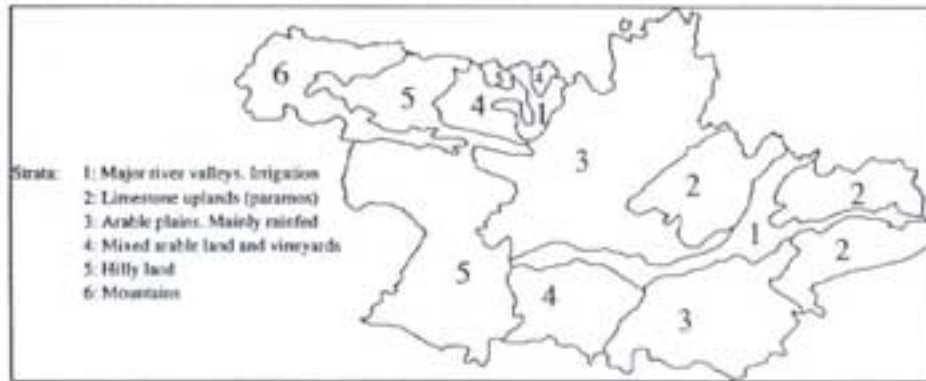 6
5
5
4
4
1
3
2
2
1
2
5
4
3
Strata: 1: Major river valleys. Irrigation
2: Limestone uplands (paramos)
3: Arable plains. Mainly rainfed
4: Mixed arable land and vineyards
5: Hilly land
6: Mountains